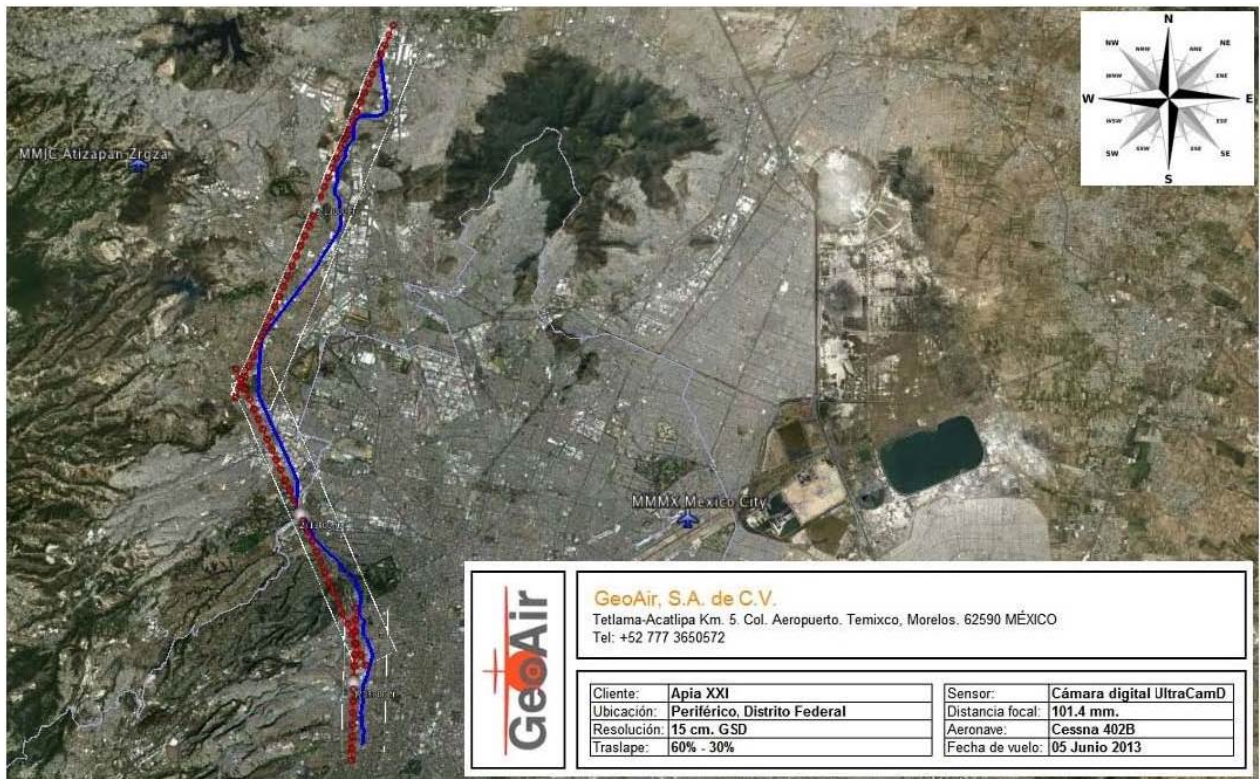 N
NNW
NNE
NW
NE
WNW
ENE
W
E
WSW
ESE
SW
SE
SSW
SSE
S
MMJC Atizapan Zrgza
MMMX Mexico City
GeoAir
GeoAir, S.A. de C.V.
Tetlama-Acatlipa Km. 5. Col. Aeropuerto. Temixco, Morelos. 62590 MÉXICO
Tel: +52 777 3650572
Cliente: Apia XXI
Ubicación: Periférico, Distrito Federal
Resolución: 15 cm. GSD
Traslape: 60% - 30%
Sensor: Cámara digital UltraCamD
Distancia focal: 101.4 mm.
Aeronave: Cessna 402B
Fecha de vuelo: 05 Junio 2013